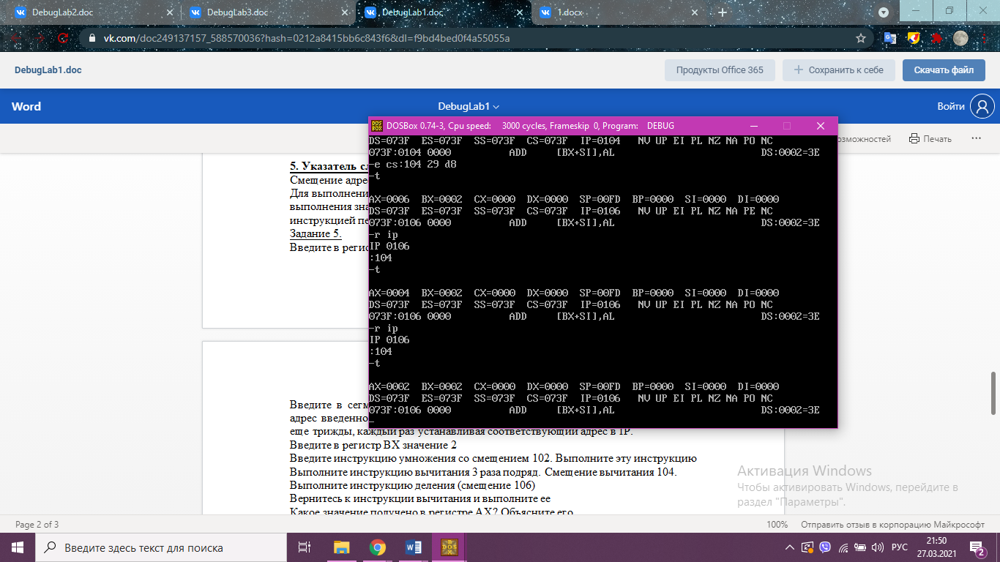 DebugLab2.doc
DebugLab3.doc
DebugLab1.doc
1.docx
vk.com/doc249137157_588570036?hash=0212a8415bb6c843f6&dl=f9bd4bed0f4a55055a
DebugLab1.doc
Продукты Office 365
Сохранить к себе
Скачать файл
Word
DebugLab1
Войти
озможностей
Печать
5. Указатель сл
Смещение адре
Для выполнени
выполнения зна
инструкцией пе
Задание 5.
Введите в регис
DOSBox 0.74-3, Cpu speed: 3000 cycles, Frameskip 0, Program: DEBUG
DS=073F ES=073F SS=073F CS=073F IP=0104 NV UP EI PL NZ NA PO NC
073F:0104 0000 ADD [BX+SI],AL DS:0002=3E
-e cs:104 29 d8
-t
AX=0006 BX=0002 CX=0000 DX=0000 SP=00FD BP=0000 SI=0000 DI=0000
DS=073F ES=073F SS=073F CS=073F IP=0106 NV UP EI PL NZ NA PE NC
073F:0106 0000 ADD [BX+SI],AL DS:0002=3E
-r ip
IP 0106
:104
-t
AX=0004 BX=0002 CX=0000 DX=0000 SP=00FD BP=0000 SI=0000 DI=0000
DS=073F ES=073F SS=073F CS=073F IP=0106 NV UP EI PL NZ NA PO NC
073F:0106 0000 ADD [BX+SI],AL DS:0002=3E
-r ip
IP 0106
:104
-t
AX=0002 BX=0002 CX=0000 DX=0000 SP=00FD BP=0000 SI=0000 DI=0000
DS=073F ES=073F SS=073F CS=073F IP=0106 NV UP EI PL NZ NA PO NC
073F:0106 0000 ADD [BX+SI],AL DS:0002=3E
-
Введите в сегм
адрес введенно
еще трижды, каждый раз устанавливая соответствующий адрес в IP.
Введите в регистр BX значение 2
Введите инструкцию умножения со смещением 102. Выполните эту инструкцию
Выполните инструкцию вычитания 3 раза подряд. Смещение вычитания 104.
Выполните инструкцию деления (смещение 106)
Вернитесь к инструкции вычитания и выполните ее
Какое значение получено в регистре AX? Объясните его
Активация Windows
Чтобы активировать Windows, перейдите в
раздел "Параметры".
Page 2 of 3
100%
Отправить отзыв в корпорацию Майкрософт
Введите здесь текст для поиска
РУС
21:50
27.03.2021
2